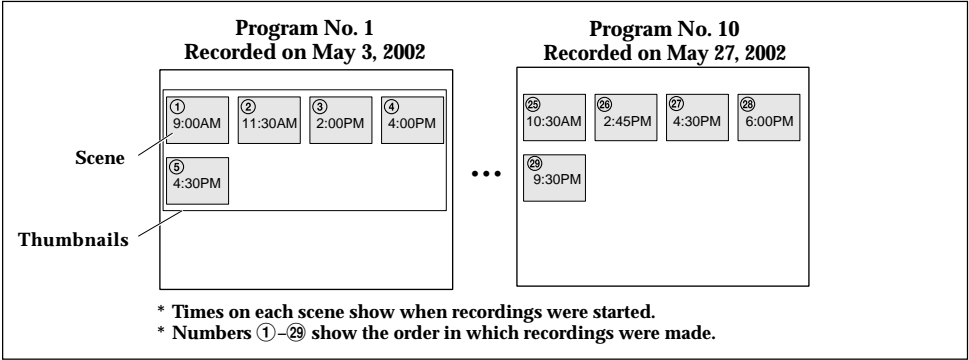 Program No. 1
Recorded on May 3, 2002
Program No. 10
Recorded on May 27, 2002
① ② ③ ④
9:00AM 11:30AM 2:00PM 4:00PM
㉕ ㉖ ㉗ ㉘
10:30AM 2:45PM 4:30PM 6:00PM
Scene
⑤
4:30PM
•••
㉙
9:30PM
Thumbnails
* Times on each scene show when recordings were started.
* Numbers ①–㉙ show the order in which recordings were made.